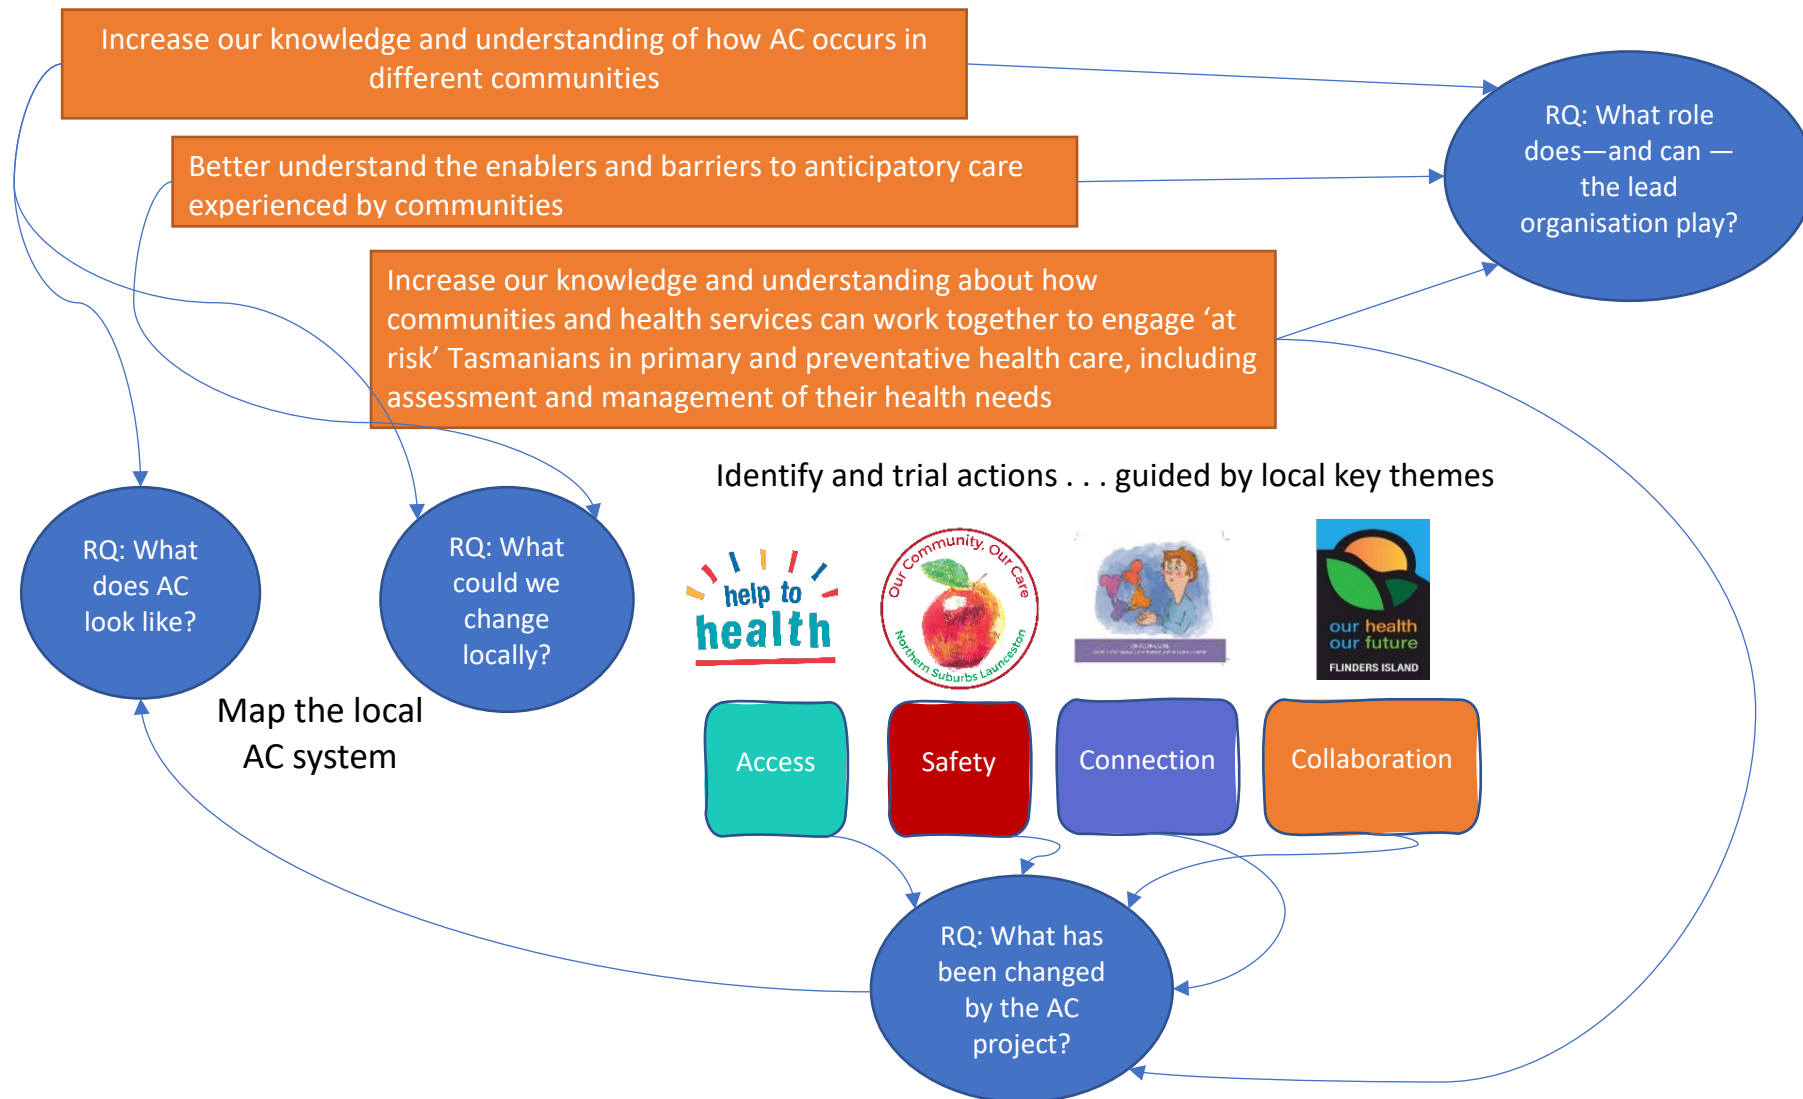 Increase our knowledge and understanding of how AC occurs in
different communities
RQ: What role
does—and can —
the lead
organisation play?
Better understand the enablers and barriers to anticipatory care
experienced by communities
Increase our knowledge and understanding about how
communities and health services can work together to engage ‘at
risk’ Tasmanians in primary and preventative health care, including
assessment and management of their health needs
Identify and trial actions . . . guided by local key themes
RQ: What
does AC
look like?
RQ: What
could we
change
locally?
help to
health
Our Community, Our Care
Northern Suburbs Launceston
our health
our future
FLINDERS ISLAND
Map the local
AC system
Access
Safety
Connection
Collaboration
RQ: What has
been changed
by the AC
project?